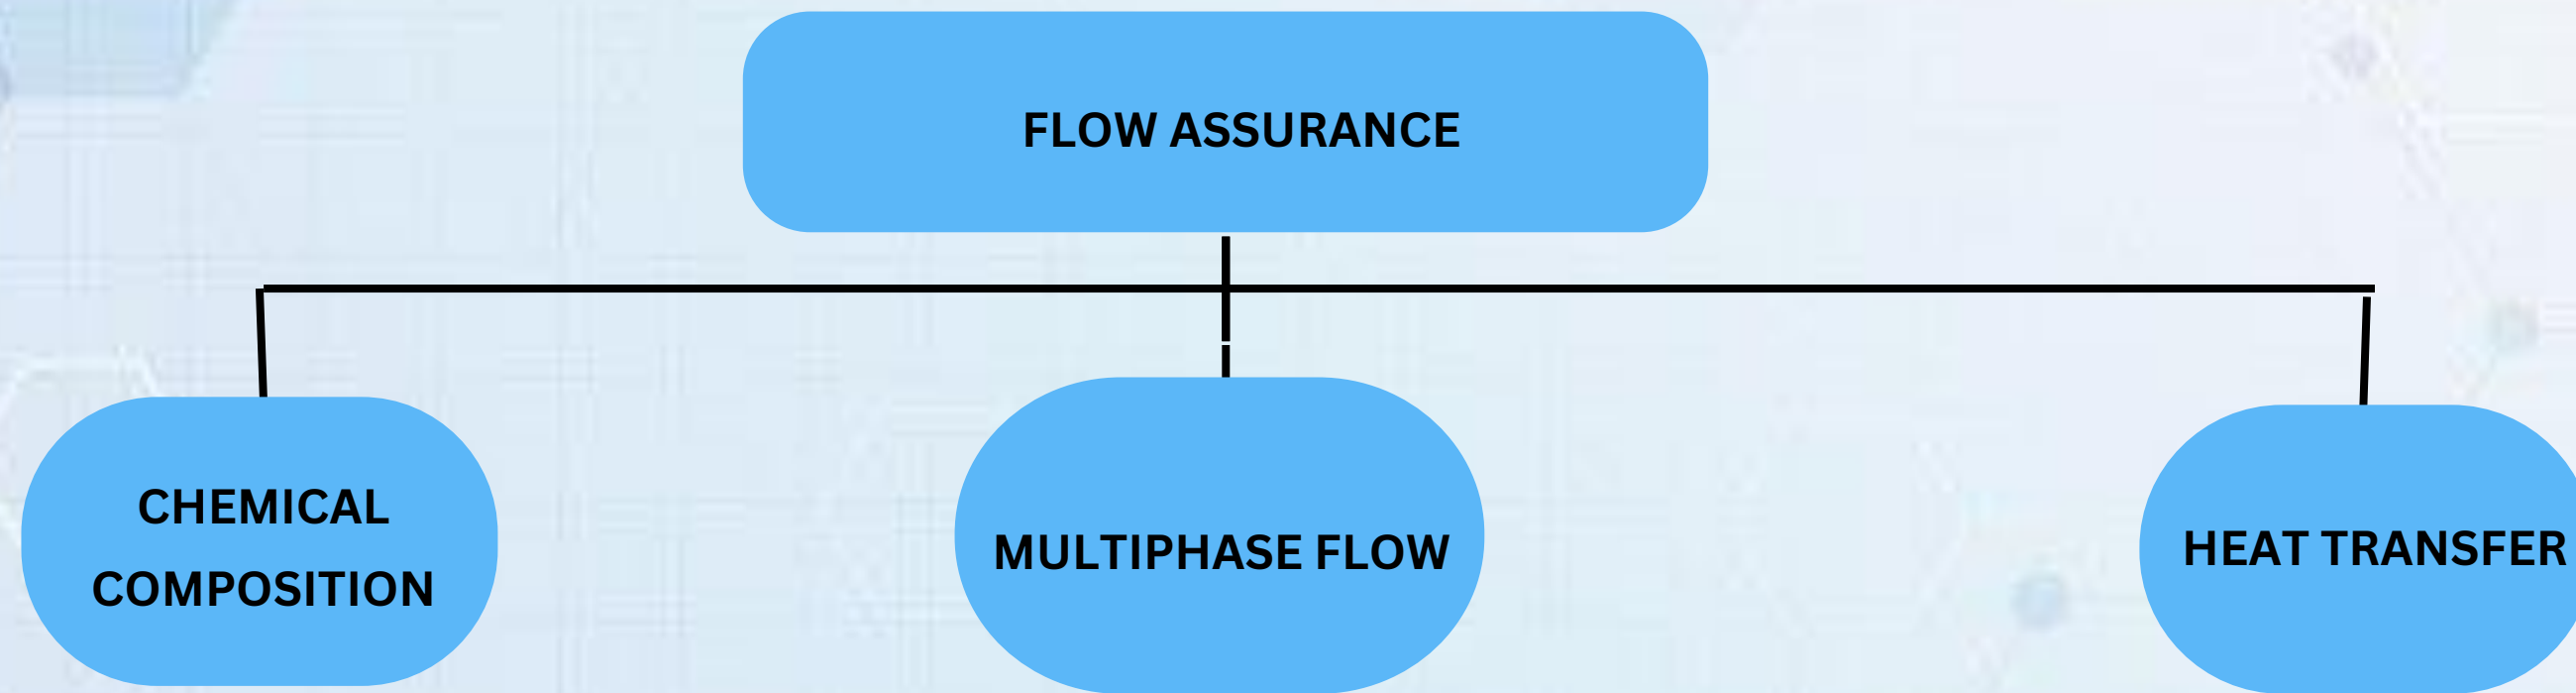 FLOW ASSURANCE
CHEMICAL
COMPOSITION
MULTIPHASE FLOW
HEAT TRANSFER